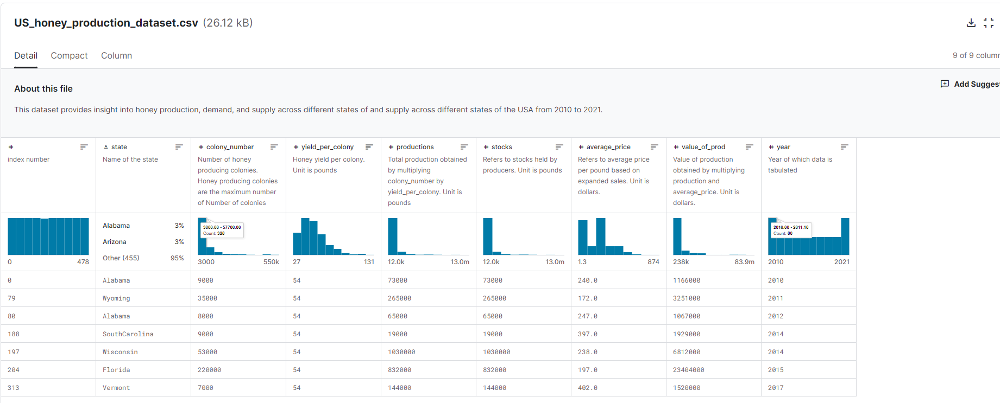 US_honey_production_dataset.csv (26.12 kB)
Detail Compact Column 9 of 9 column
About this file
Add Suggest
This dataset provides insight into honey production, demand, and supply across different states of and supply across different states of the USA from 2010 to 2021.
#
index number
A state
Name of the state
# colony_number
Number of honey
producing colonies.
Honey producing colonies
are the maximum number
of Number of colonies
# yield_per_colony
Honey yield per colony.
Unit is pounds
# productions
Total production obtained
by multiplying
colony_number by
yield_per_colony. Unit is
pounds
# stocks
Refers to stocks held by
producers. Unit is pounds
# average_price
Refers to average price
per pound based on
expanded sales. Unit is
dollars.
# value_of_prod
Value of production
obtained by multiplying
production and
average_price. Unit is
dollars.
# year
Year of which data is
tabulated
0 478
Alabama 3%
Arizona 3%
Other (455) 95%
3000.00 - 57700.00
Count: 328
3000 550k
27 131
12.0k 13.0m
12.0k 13.0m
1.3 874
238k 83.9m
2010.00 - 2011.10
Count: 80
2010 2021
0 Alabama 9000 54 73000 73000 240.0 1166000 2010
79 Wyoming 35000 54 265000 265000 172.0 3251000 2011
80 Alabama 8000 54 65000 65000 247.0 1067000 2012
188 SouthCarolina 9000 54 19000 19000 397.0 1929000 2014
197 Wisconsin 53000 54 1030000 1030000 238.0 6812000 2014
204 Florida 220000 54 832000 832000 197.0 23404000 2015
313 Vermont 7000 54 144000 144000 402.0 1520000 2017